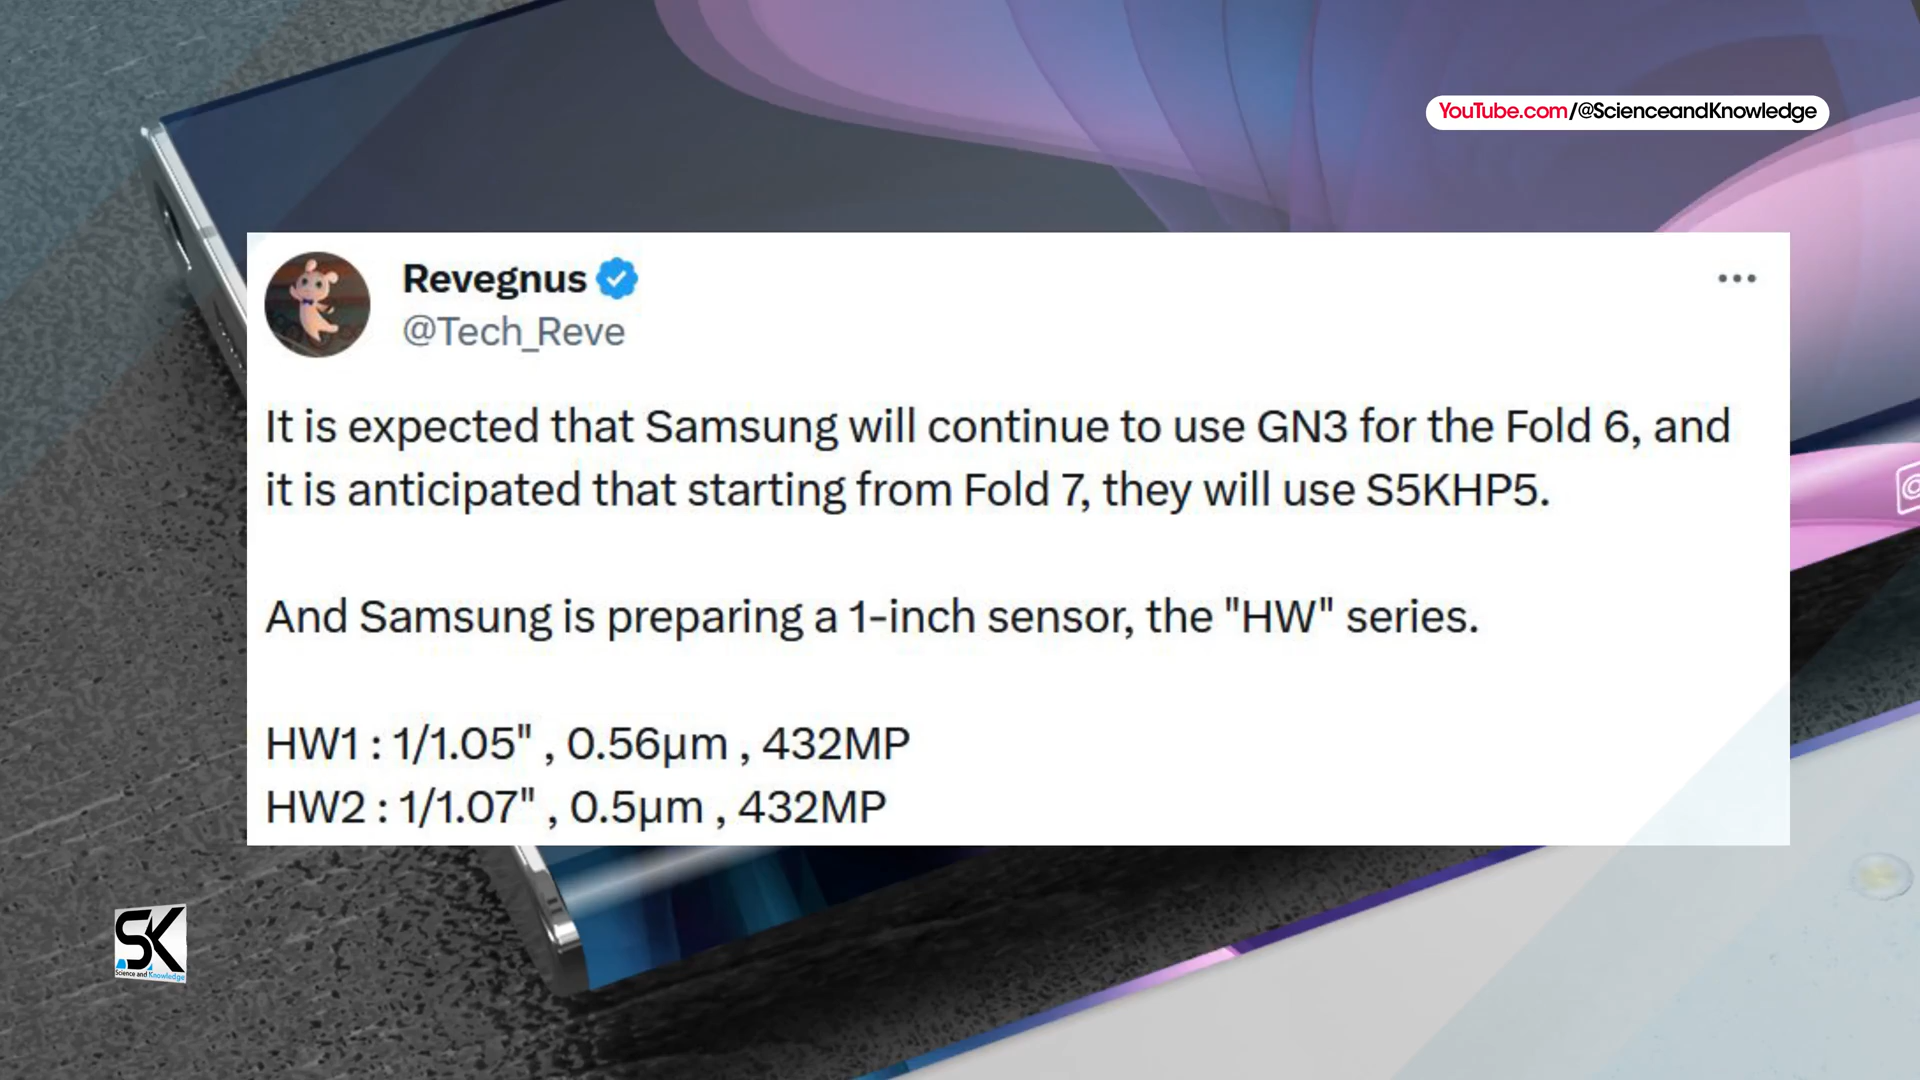 YouTube.com/@ScienceandKnowledge
Revegnus
@Tech_Reve
It is expected that Samsung will continue to use GN3 for the Fold 6, and
it is anticipated that starting from Fold 7, they will use S5KHP5.
And Samsung is preparing a 1-inch sensor, the "HW" series.
HW1 : 1/1.05" , 0.56µm , 432MP
HW2 : 1/1.07" , 0.5µm , 432MP
SK
Science and Knowledge